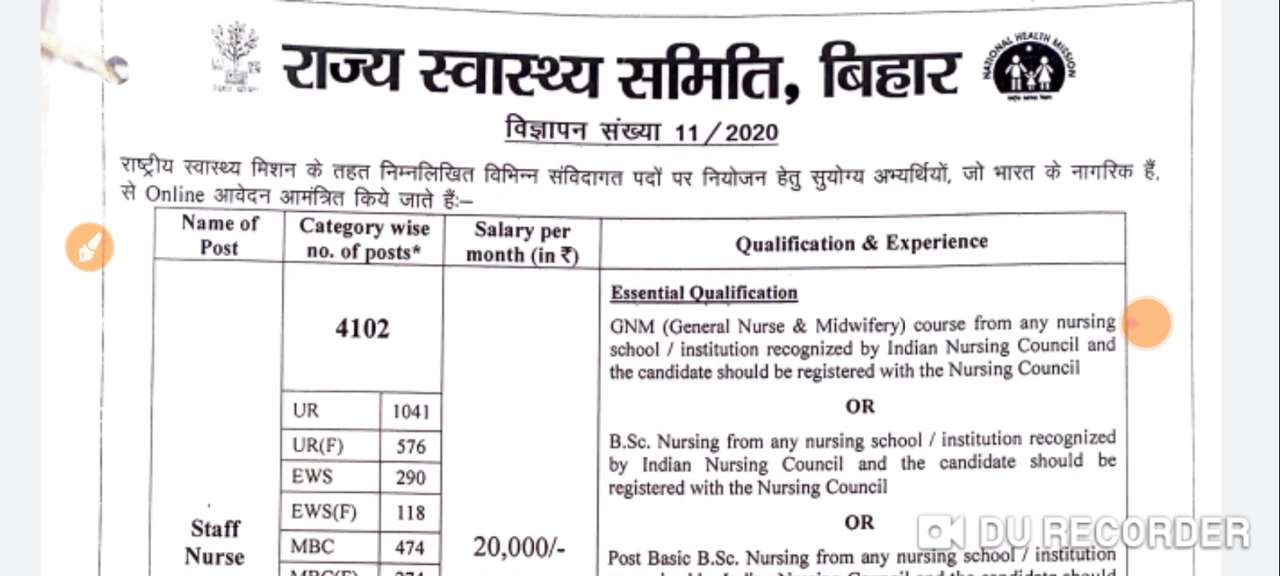 राज्य स्वास्थ्य समिति, बिहार
NATIONAL HEALTH MISSION
विज्ञापन संख्या 11/2020
राष्ट्रीय स्वास्थ्य मिशन के तहत निम्नलिखित विभिन्न संविदागत पदों पर नियोजन हेतु सुयोग्य अभ्यर्थियों, जो भारत के नागरिक हैं,
से Online आवेदन आमंत्रित किये जाते हैं:–
Name of Post
Category wise no. of posts*
Salary per month (in ₹)
Qualification & Experience
Staff
Nurse
4102
UR 1041
UR(F) 576
EWS 290
EWS(F) 118
MBC 474
20,000/-
Essential Qualification
GNM (General Nurse & Midwifery) course from any nursing
school / institution recognized by Indian Nursing Council and
the candidate should be registered with the Nursing Council
OR
B.Sc. Nursing from any nursing school / institution recognized
by Indian Nursing Council and the candidate should be
registered with the Nursing Council
OR
Post Basic B.Sc. Nursing from any nursing school / institution
DU RECORDER